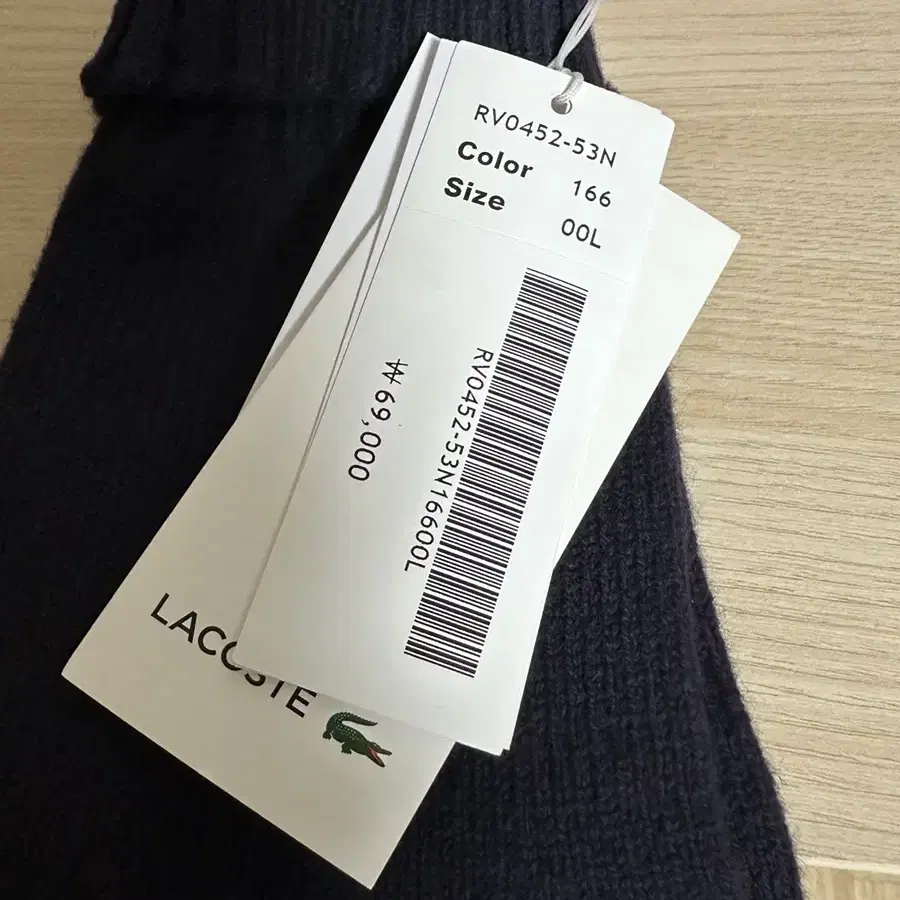 RV0452-53N
Color 166
Size 00L
RV0452-53N16600L
₩69,000
LACOSTE